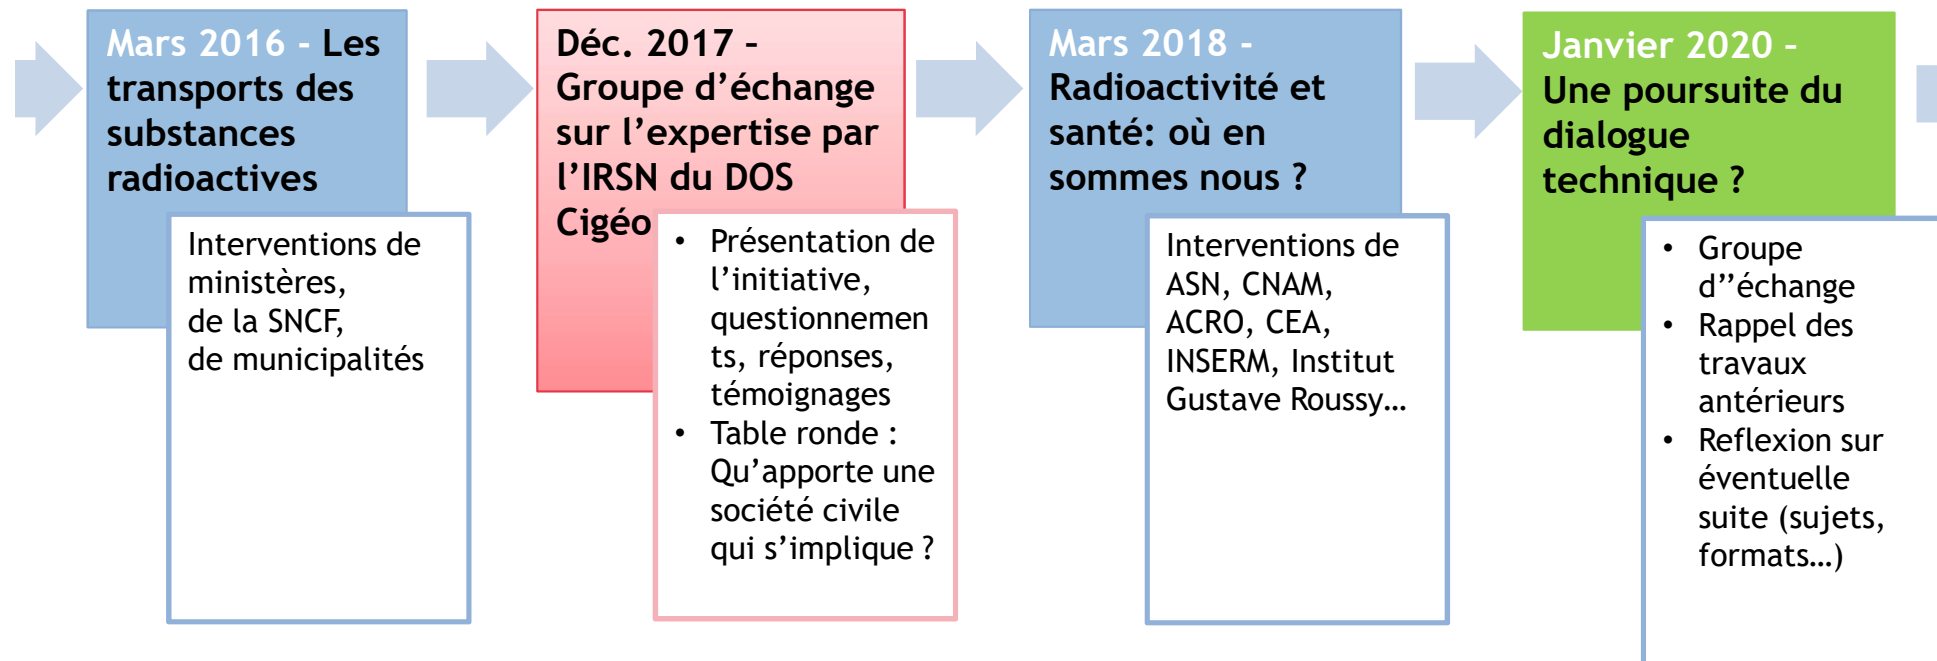 Mars 2016 - Les
transports des
substances
radioactives
Interventions de
ministères,
de la SNCF,
de municipalités
Déc. 2017 –
Groupe d’échange
sur l’expertise par
l’IRSN du DOS
Cigéo
• Présentation de
l’initiative,
questionnemen
ts, réponses,
témoignages
• Table ronde :
Qu’apporte une
société civile
qui s’implique ?
Mars 2018 -
Radioactivité et
santé: où en
sommes nous ?
Interventions de
ASN, CNAM,
ACRO, CEA,
INSERM, Institut
Gustave Roussy…
Janvier 2020 –
Une poursuite du
dialogue
technique ?
• Groupe
d’’échange
• Rappel des
travaux
antérieurs
• Reflexion sur
éventuelle
suite (sujets,
formats…)